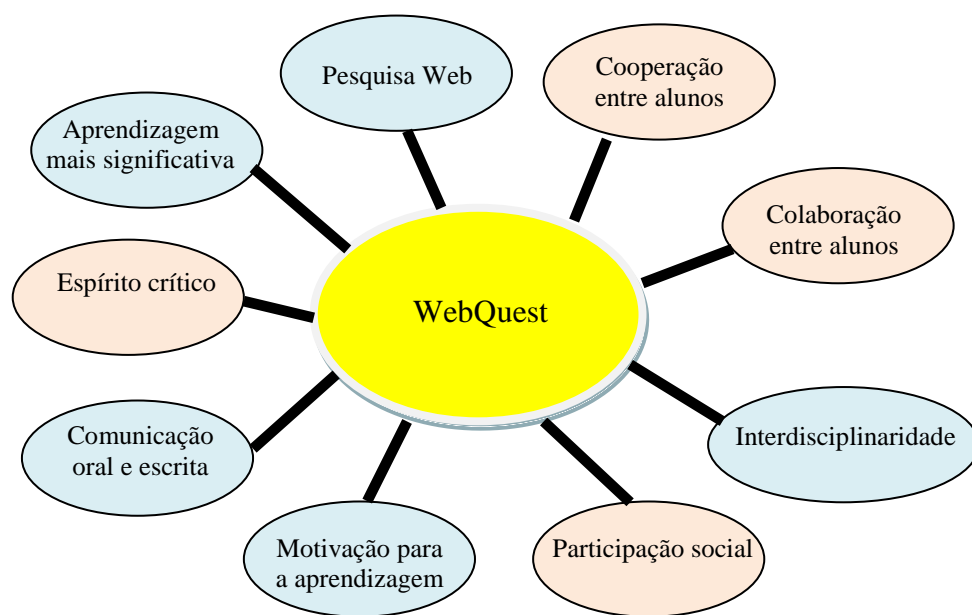 Pesquisa Web
Cooperação
entre alunos
Aprendizagem
mais significativa
Colaboração
entre alunos
Espírito crítico
WebQuest
Comunicação
oral e escrita
Interdisciplinaridade
Motivação para
a aprendizagem
Participação social